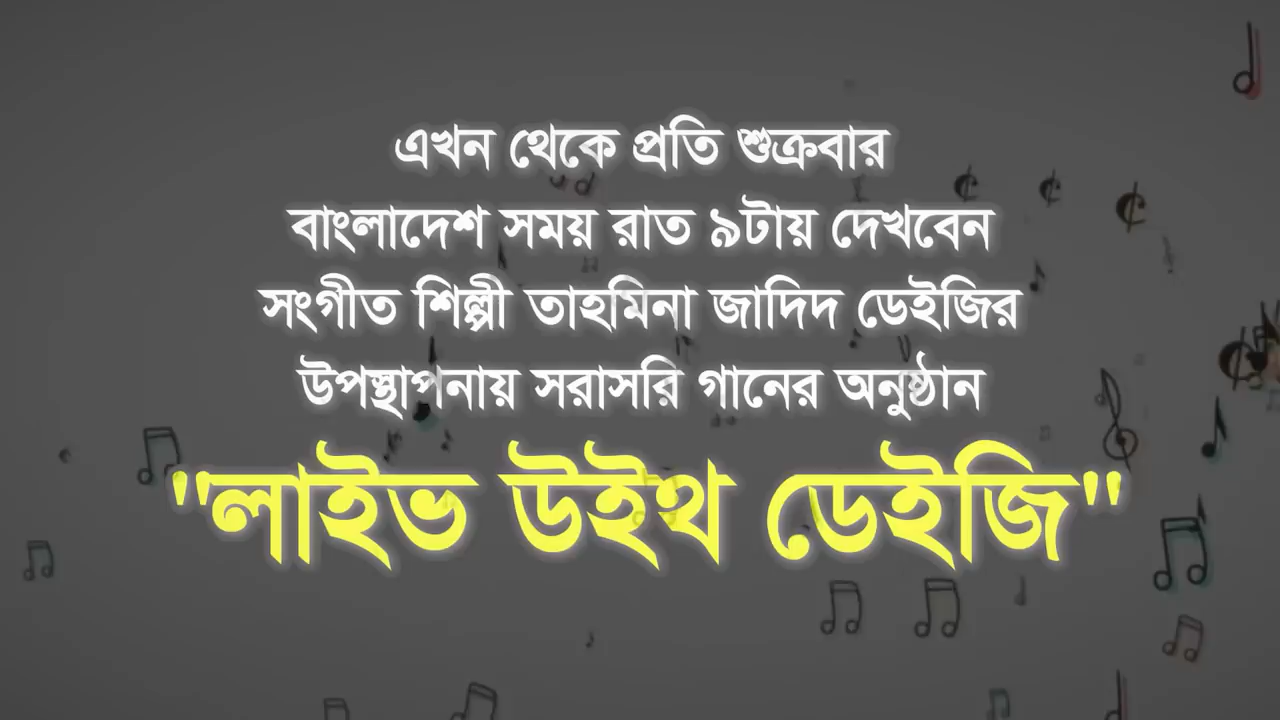 এখন থেকে প্রতি শুক্রবার
বাংলাদেশ সময় রাত ৯টায় দেখবেন
সংগীত শিল্পী তাহমিনা জাদিদ ডেইজির
উপস্থাপনায় সরাসরি গানের অনুষ্ঠান
"লাইভ উইথ ডেইজি"